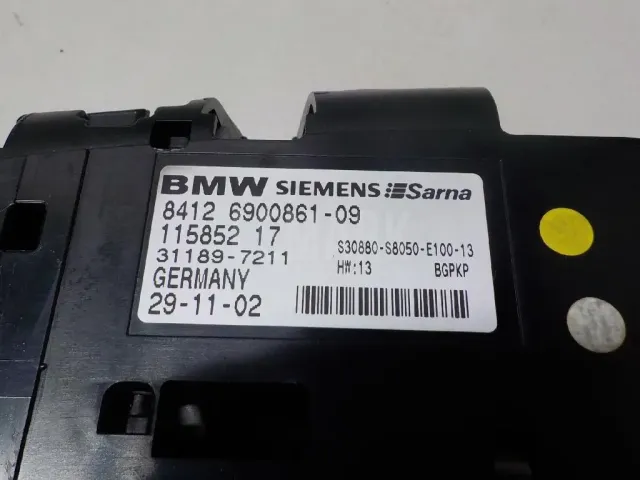 BMW SIEMENS Sarna
8412 6900861-09
115852 17
31189-7211
S30880-S8050-E100-13
HW:13 BGPKP
GERMANY
29-11-02